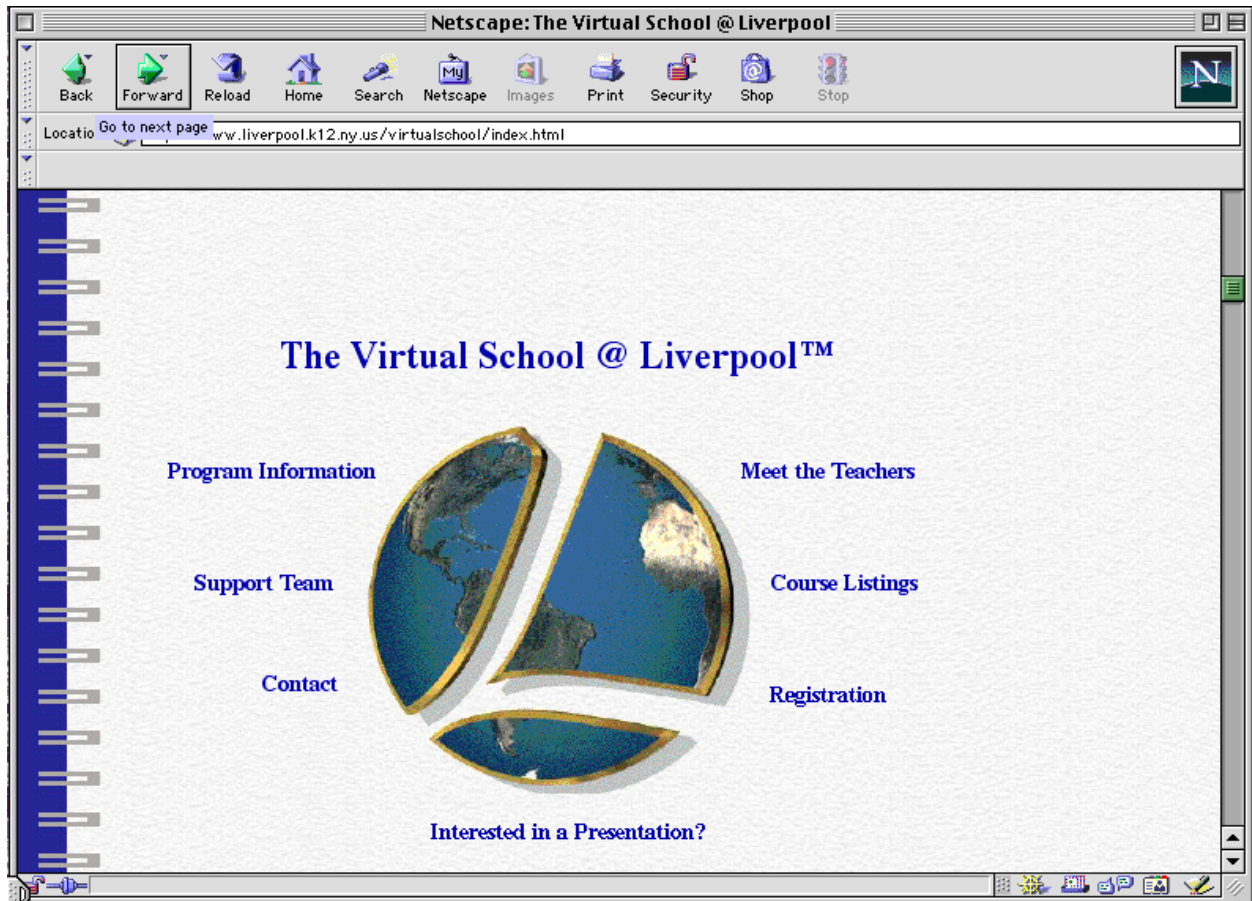 Netscape: The Virtual School @ Liverpool
Back Forward Reload Home Search Netscape Images Print Security Shop Stop
My
N
Go to next page
Locatio ww.liverpool.k12.ny.us/virtualschool/index.html
The Virtual School @ Liverpool™
Program Information
Meet the Teachers
Support Team
Course Listings
Contact
Registration
Interested in a Presentation?